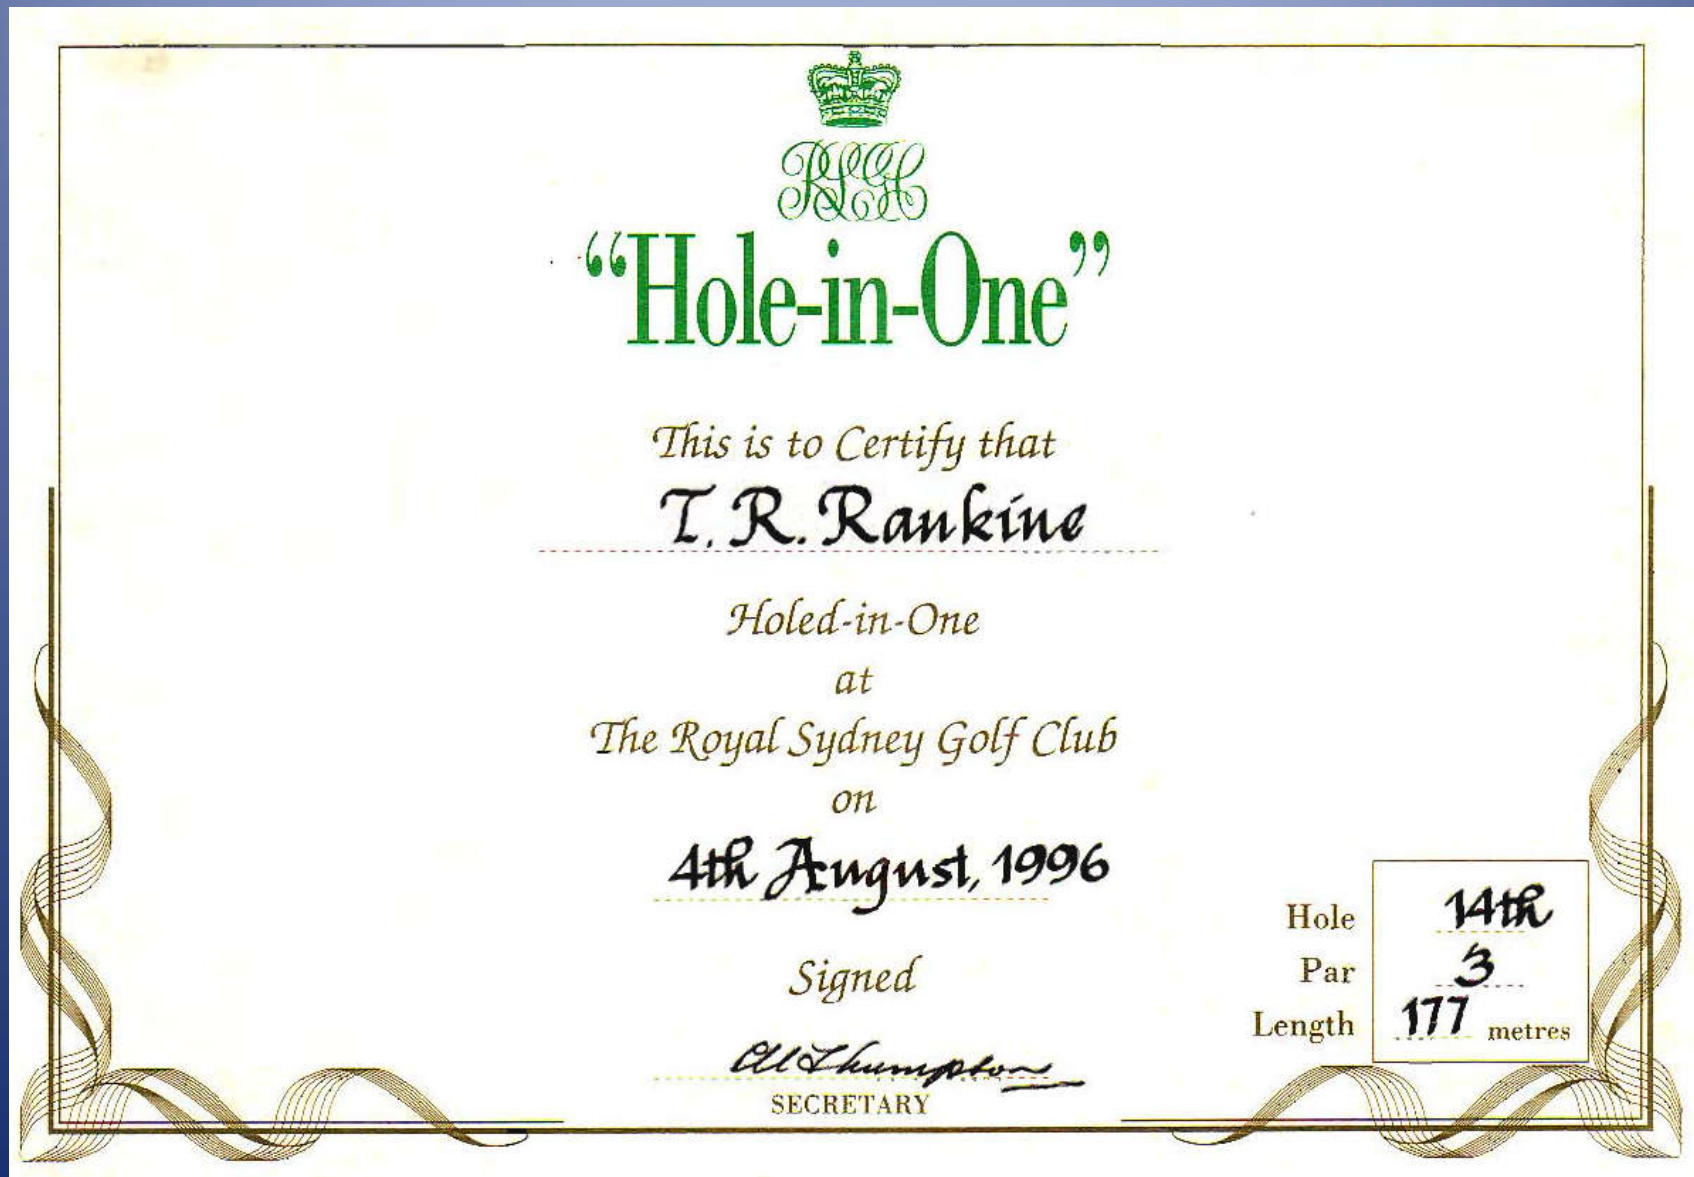 RSGC
“Hole-in-One”
This is to Certify that
T. R. Rankine
Holed-in-One
at
The Royal Sydney Golf Club
on
4th August, 1996
Hole 14th
Par 3
Length 177 metres
Signed
SECRETARY